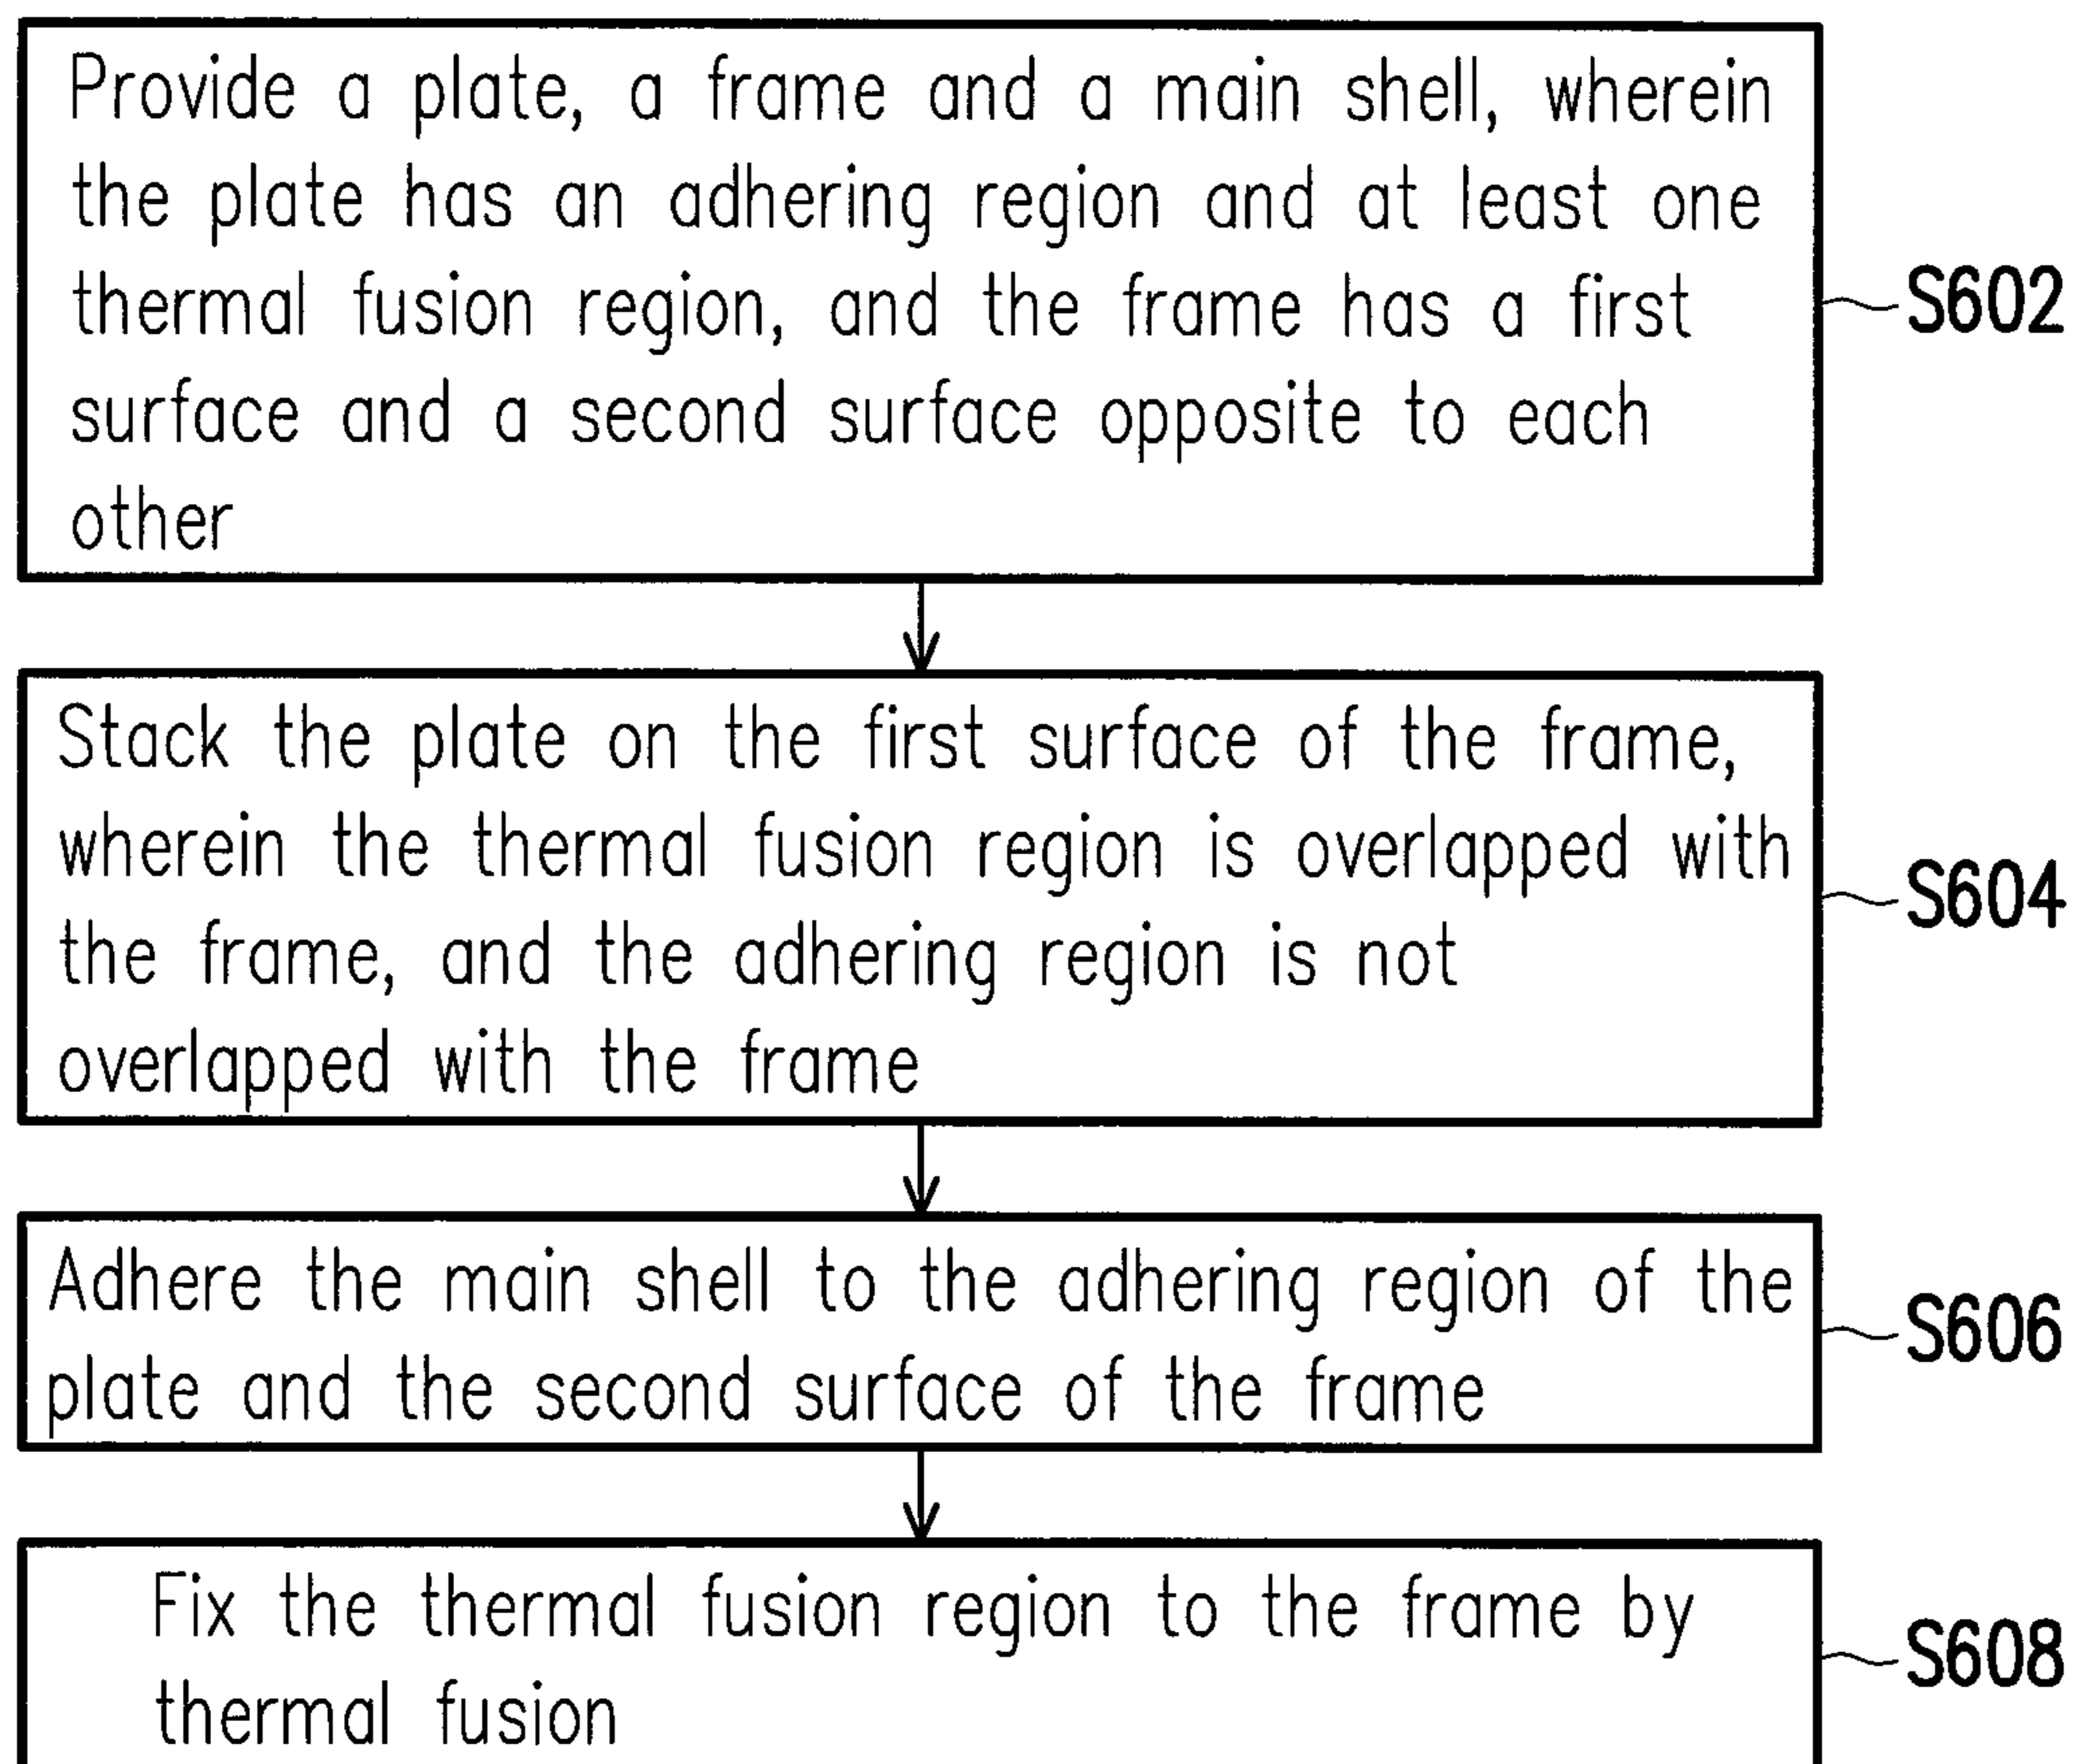 Provide a plate, a frame and a main shell, wherein
the plate has an adhering region and at least one
thermal fusion region, and the frame has a first
surface and a second surface opposite to each
other
S602
Stack the plate on the first surface of the frame,
wherein the thermal fusion region is overlapped with
the frame, and the adhering region is not
overlapped with the frame
S604
Adhere the main shell to the adhering region of the
plate and the second surface of the frame
S606
Fix the thermal fusion region to the frame by
thermal fusion
S608